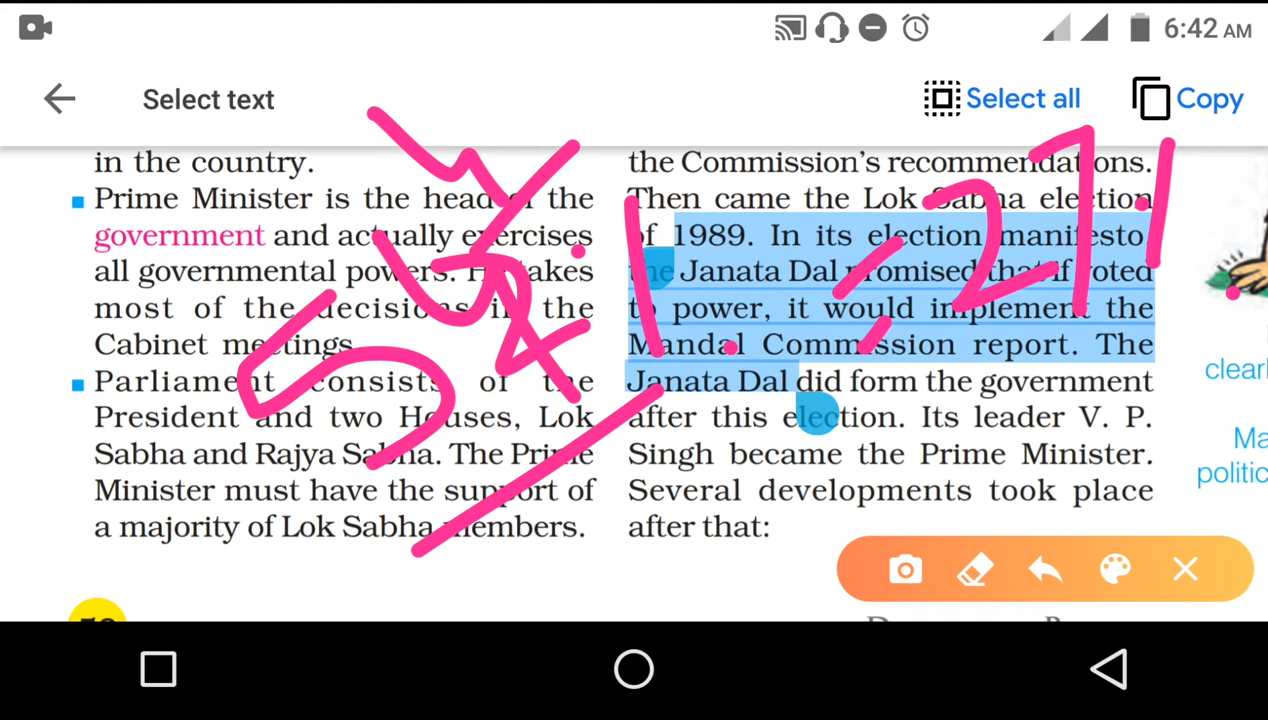 6:42 AM
Select text
Select all
Copy
in the country.
Prime Minister is the head of the
government and actually exercises
all governmental powers. He takes
most of the decisions in the
Cabinet meetings.
Parliament consists of the
President and two Houses, Lok
Sabha and Rajya Sabha. The Prime
Minister must have the support of
a majority of Lok Sabha members.
the Commission's recommendations.
Then came the Lok Sabha election
of 1989. In its election manifesto
the Janata Dal promised that if voted
to power, it would implement the
Mandal Commission report. The
Janata Dal did form the government
after this election. Its leader V. P.
Singh became the Prime Minister.
Several developments took place
after that:
27%